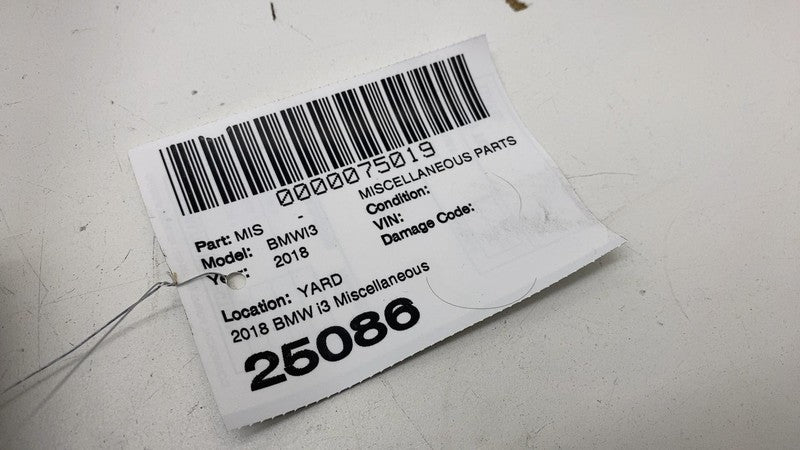 0000075019
Part: MIS - MISCELLANEOUS PARTS
Model: BMWI3 Condition:
Year: 2018 VIN:
Damage Code:
Location: YARD
2018 BMW i3 Miscellaneous
25086